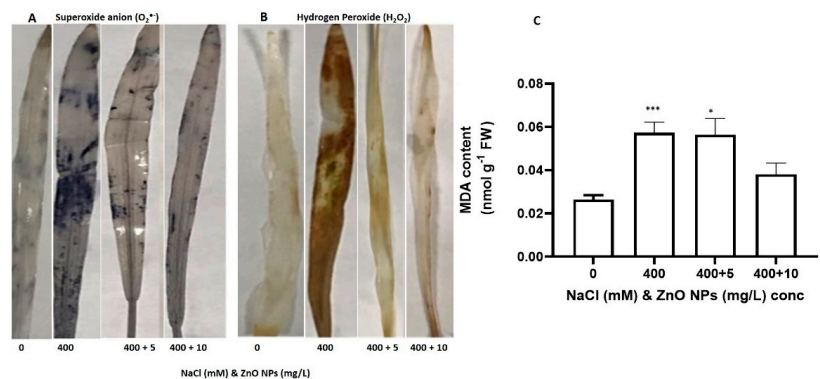 A
Superoxide anion (O₂•-)
0
400
400 + 5
400 + 10
B
Hydrogen Peroxide (H₂O₂)
0
400
400 + 5
400 + 10
NaCl (mM) & ZnO NPs (mg/L)
C
MDA content
(nmol g⁻¹ FW)
0.08
0.06
0.04
0.02
0.00
***
*
0
400
400+5
400+10
NaCl (mM) & ZnO NPs (mg/L) conc